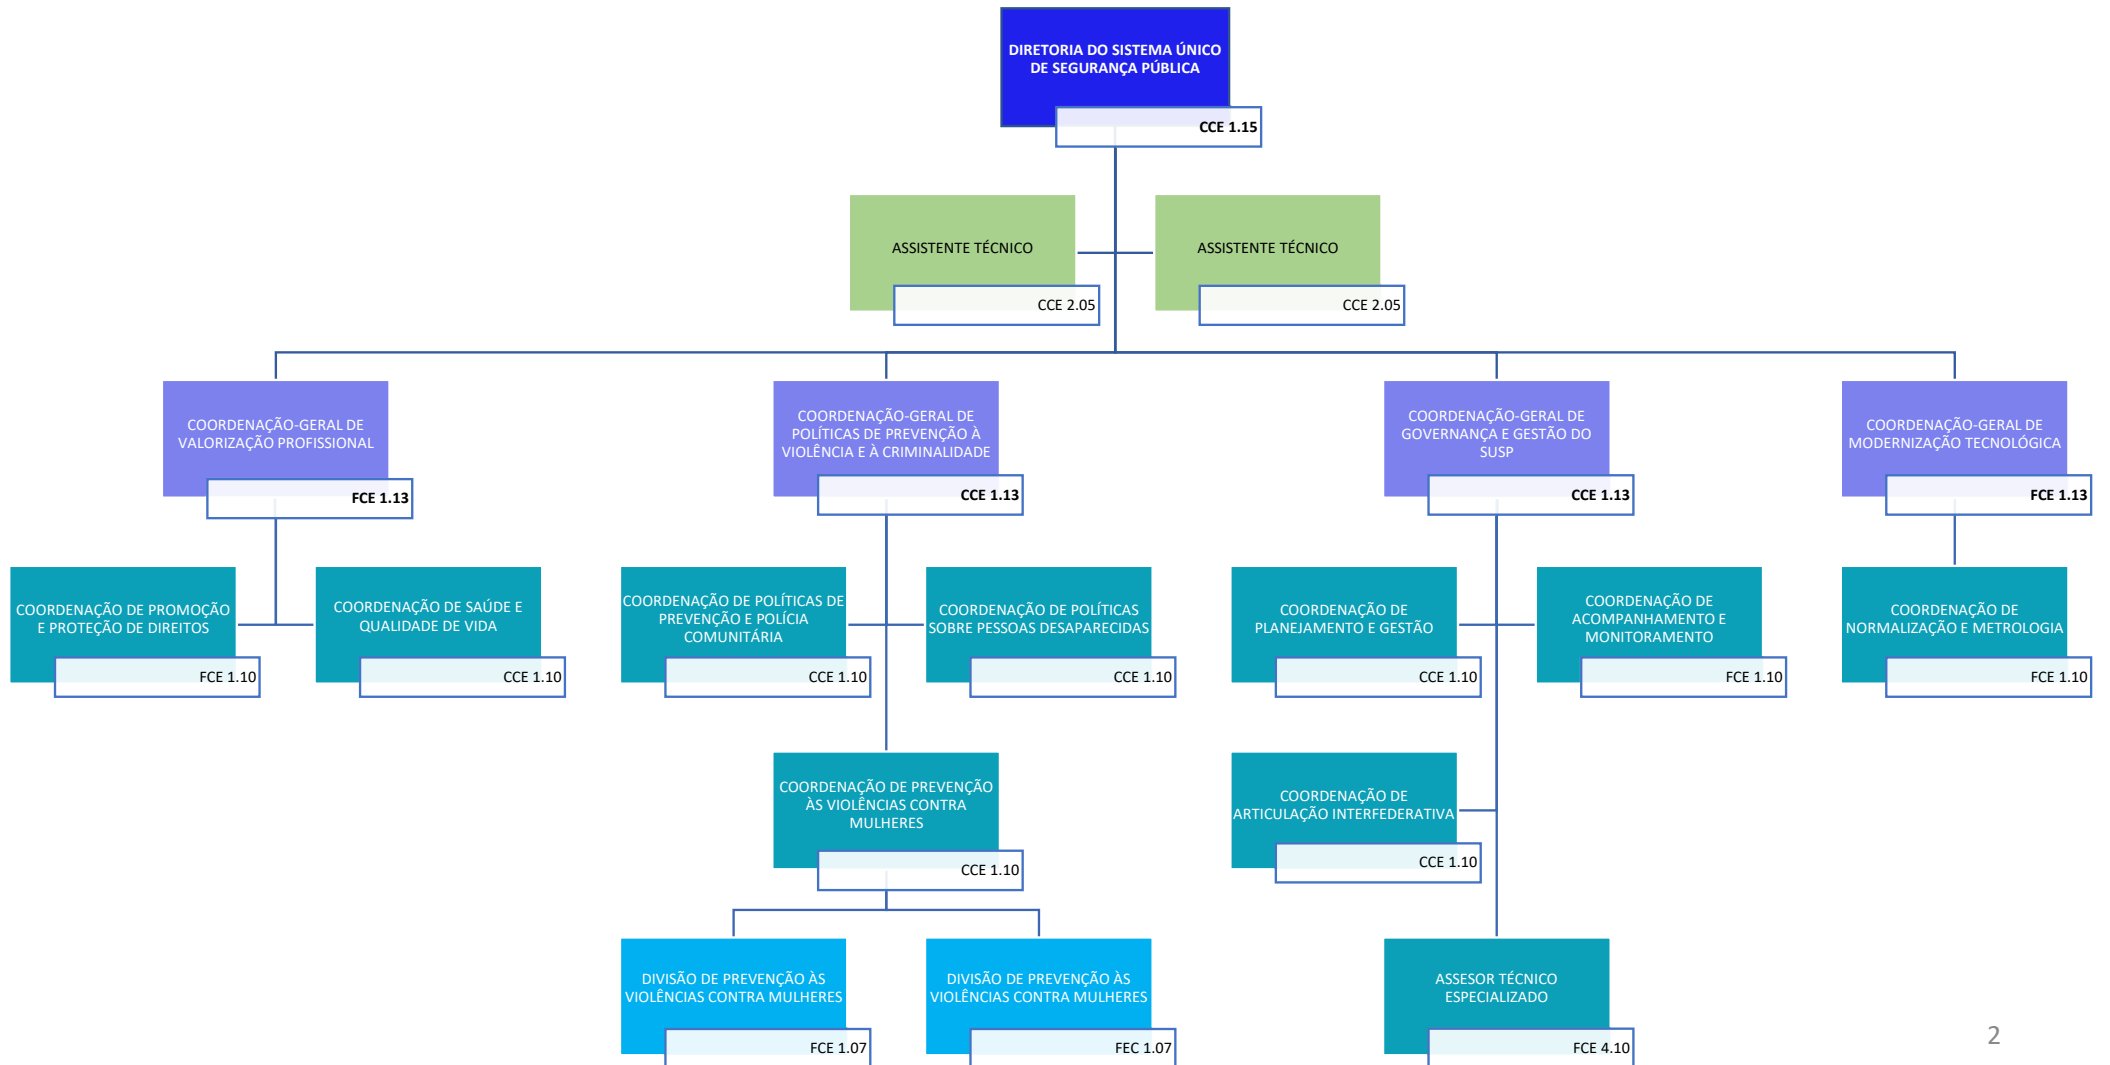 DIRETORIA DO SISTEMA ÚNICO
DE SEGURANÇA PÚBLICA
CCE 1.15
ASSISTENTE TÉCNICO
CCE 2.05
ASSISTENTE TÉCNICO
CCE 2.05
COORDENAÇÃO-GERAL DE
VALORIZAÇÃO PROFISSIONAL
FCE 1.13
COORDENAÇÃO-GERAL DE
POLÍTICAS DE PREVENÇÃO À
VIOLÊNCIA E À CRIMINALIDADE
CCE 1.13
COORDENAÇÃO-GERAL DE
GOVERNANÇA E GESTÃO DO
SUSP
CCE 1.13
COORDENAÇÃO-GERAL DE
MODERNIZAÇÃO TECNOLÓGICA
FCE 1.13
COORDENAÇÃO DE PROMOÇÃO
E PROTEÇÃO DE DIREITOS
FCE 1.10
COORDENAÇÃO DE SAÚDE E
QUALIDADE DE VIDA
CCE 1.10
COORDENAÇÃO DE POLÍTICAS DE
PREVENÇÃO E POLÍCIA
COMUNITÁRIA
CCE 1.10
COORDENAÇÃO DE POLÍTICAS
SOBRE PESSOAS DESAPARECIDAS
CCE 1.10
COORDENAÇÃO DE
PLANEJAMENTO E GESTÃO
CCE 1.10
COORDENAÇÃO DE
ACOMPANHAMENTO E
MONITORAMENTO
FCE 1.10
COORDENAÇÃO DE
NORMALIZAÇÃO E METROLOGIA
FCE 1.10
COORDENAÇÃO DE PREVENÇÃO
ÀS VIOLÊNCIAS CONTRA
MULHERES
CCE 1.10
COORDENAÇÃO DE
ARTICULAÇÃO INTERFEDERATIVA
CCE 1.10
DIVISÃO DE PREVENÇÃO ÀS
VIOLÊNCIAS CONTRA MULHERES
FCE 1.07
DIVISÃO DE PREVENÇÃO ÀS
VIOLÊNCIAS CONTRA MULHERES
FEC 1.07
ASSESOR TÉCNICO
ESPECIALIZADO
FCE 4.10
2